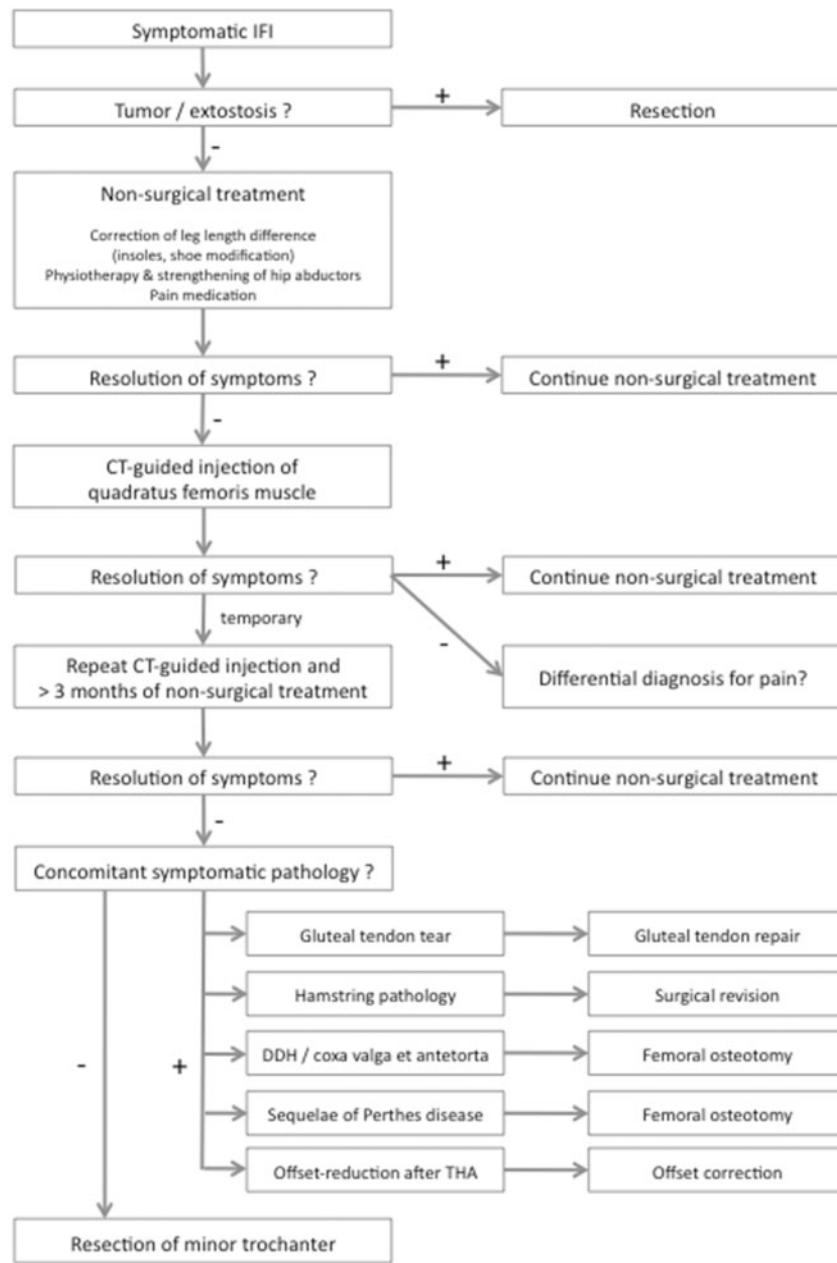 Symptomatic IFI
Tumor / extostosis ?
+
Resection
-
Non-surgical treatment
Correction of leg length difference
(insoles, shoe modification)
Physiotherapy & strengthening of hip abductors
Pain medication
Resolution of symptoms ?
+
Continue non-surgical treatment
-
CT-guided injection of
quadratus femoris muscle
Resolution of symptoms ?
+
Continue non-surgical treatment
temporary
-
Repeat CT-guided injection and
> 3 months of non-surgical treatment
Differential diagnosis for pain?
Resolution of symptoms ?
+
Continue non-surgical treatment
-
Concomitant symptomatic pathology ?
Gluteal tendon tear
Gluteal tendon repair
Hamstring pathology
Surgical revision
-
+
DDH / coxa valga et antetorta
Femoral osteotomy
Sequelae of Perthes disease
Femoral osteotomy
Offset-reduction after THA
Offset correction
Resection of minor trochanter